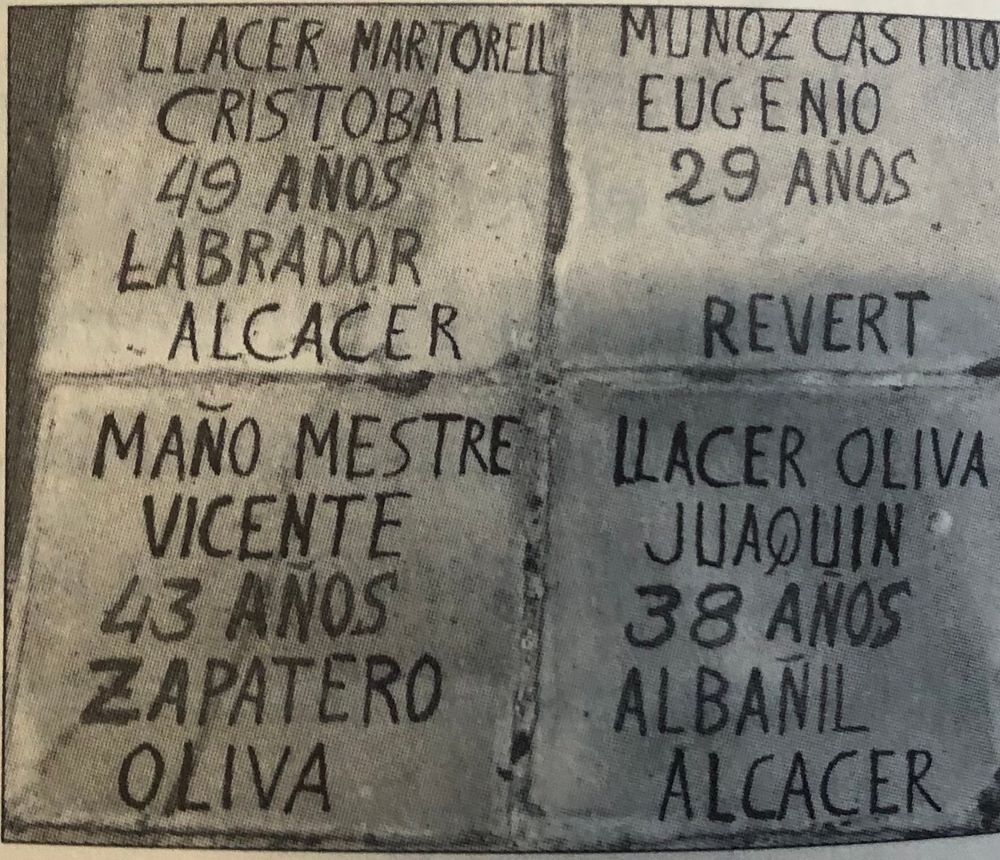 LLACER MARTORELL
CRISTOBAL
49 AÑOS
LABRADOR
ALCACER
MUÑOZ CASTILLO
EUGENIO
29 AÑOS
REVERT
MAÑO MESTRE
VICENTE
43 AÑOS
ZAPATERO
OLIVA
LLACER OLIVA
JUAQUIN
38 AÑOS
ALBAÑIL
ALCAÇER